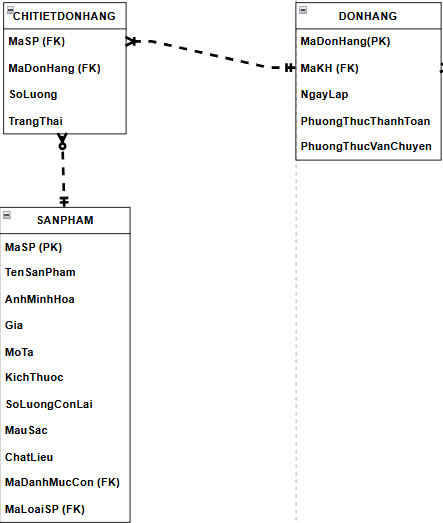 CHITIETDONHANG
MaSP (FK)
MaDonHang (FK)
SoLuong
TrangThai
DONHANG
MaDonHang(PK)
MaKH (FK)
NgayLap
PhuongThucThanhToan
PhuongThucVanChuyen
SANPHAM
MaSP (PK)
TenSanPham
AnhMinhHoa
Gia
MoTa
KichThuoc
SoLuongConLai
MauSac
ChatLieu
MaDanhMucCon (FK)
MaLoaiSP (FK)